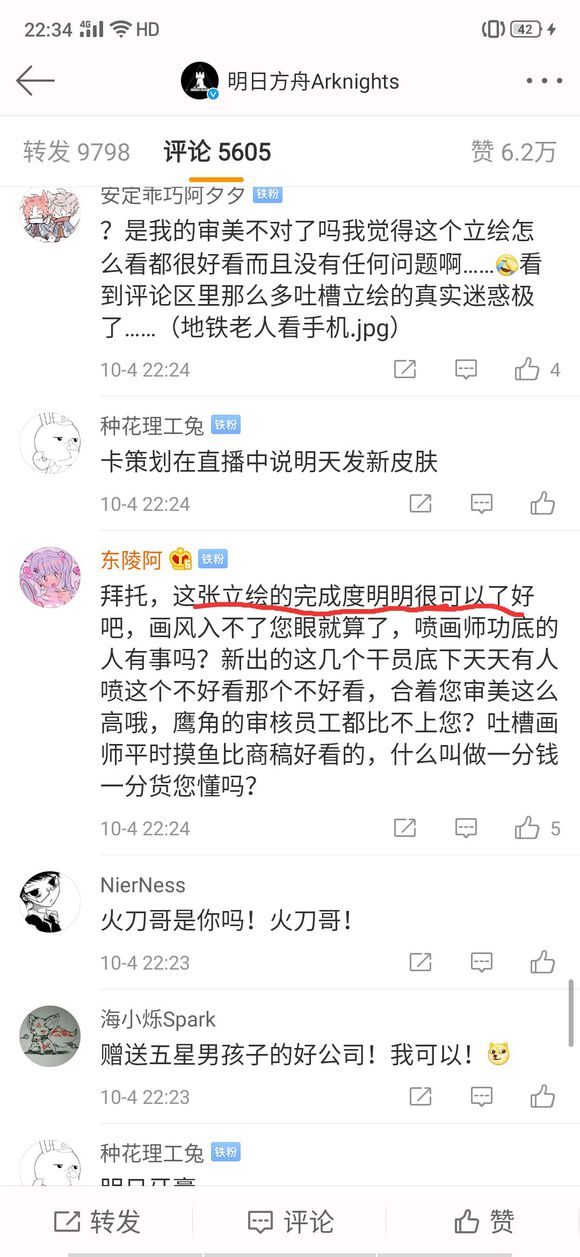 22:34 4G HD 42
明日方舟Arknights
转发 9798 评论 5605 赞 6.2万
安定乖巧阿夕夕 铁粉
？是我的审美不对了吗我觉得这个立绘怎
么看都很好看而且没有任何问题啊……看
到评论区里那么多吐槽立绘的真实迷惑极
了……（地铁老人看手机.jpg）
10-4 22:24 4
种花理工兔 铁粉
卡策划在直播中说明天发新皮肤
10-4 22:24
东陵阿 铁粉
拜托，这张立绘的完成度明明很可以了好
吧，画风入不了您眼就算了，喷画师功底的
人有事吗？新出的这几个干员底下天天有人
喷这个不好看那个不好看，合着您审美这么
高哦，鹰角的审核员工都比不上您？吐槽画
师平时摸鱼比商稿好看的，什么叫做一分钱
一分货您懂吗？
10-4 22:24 5
NierNess
火刀哥是你吗！火刀哥！
10-4 22:23
海小烁Spark
赠送五星男孩子的好公司！我可以！
10-4 22:23
种花理工兔 铁粉
转发 评论 赞